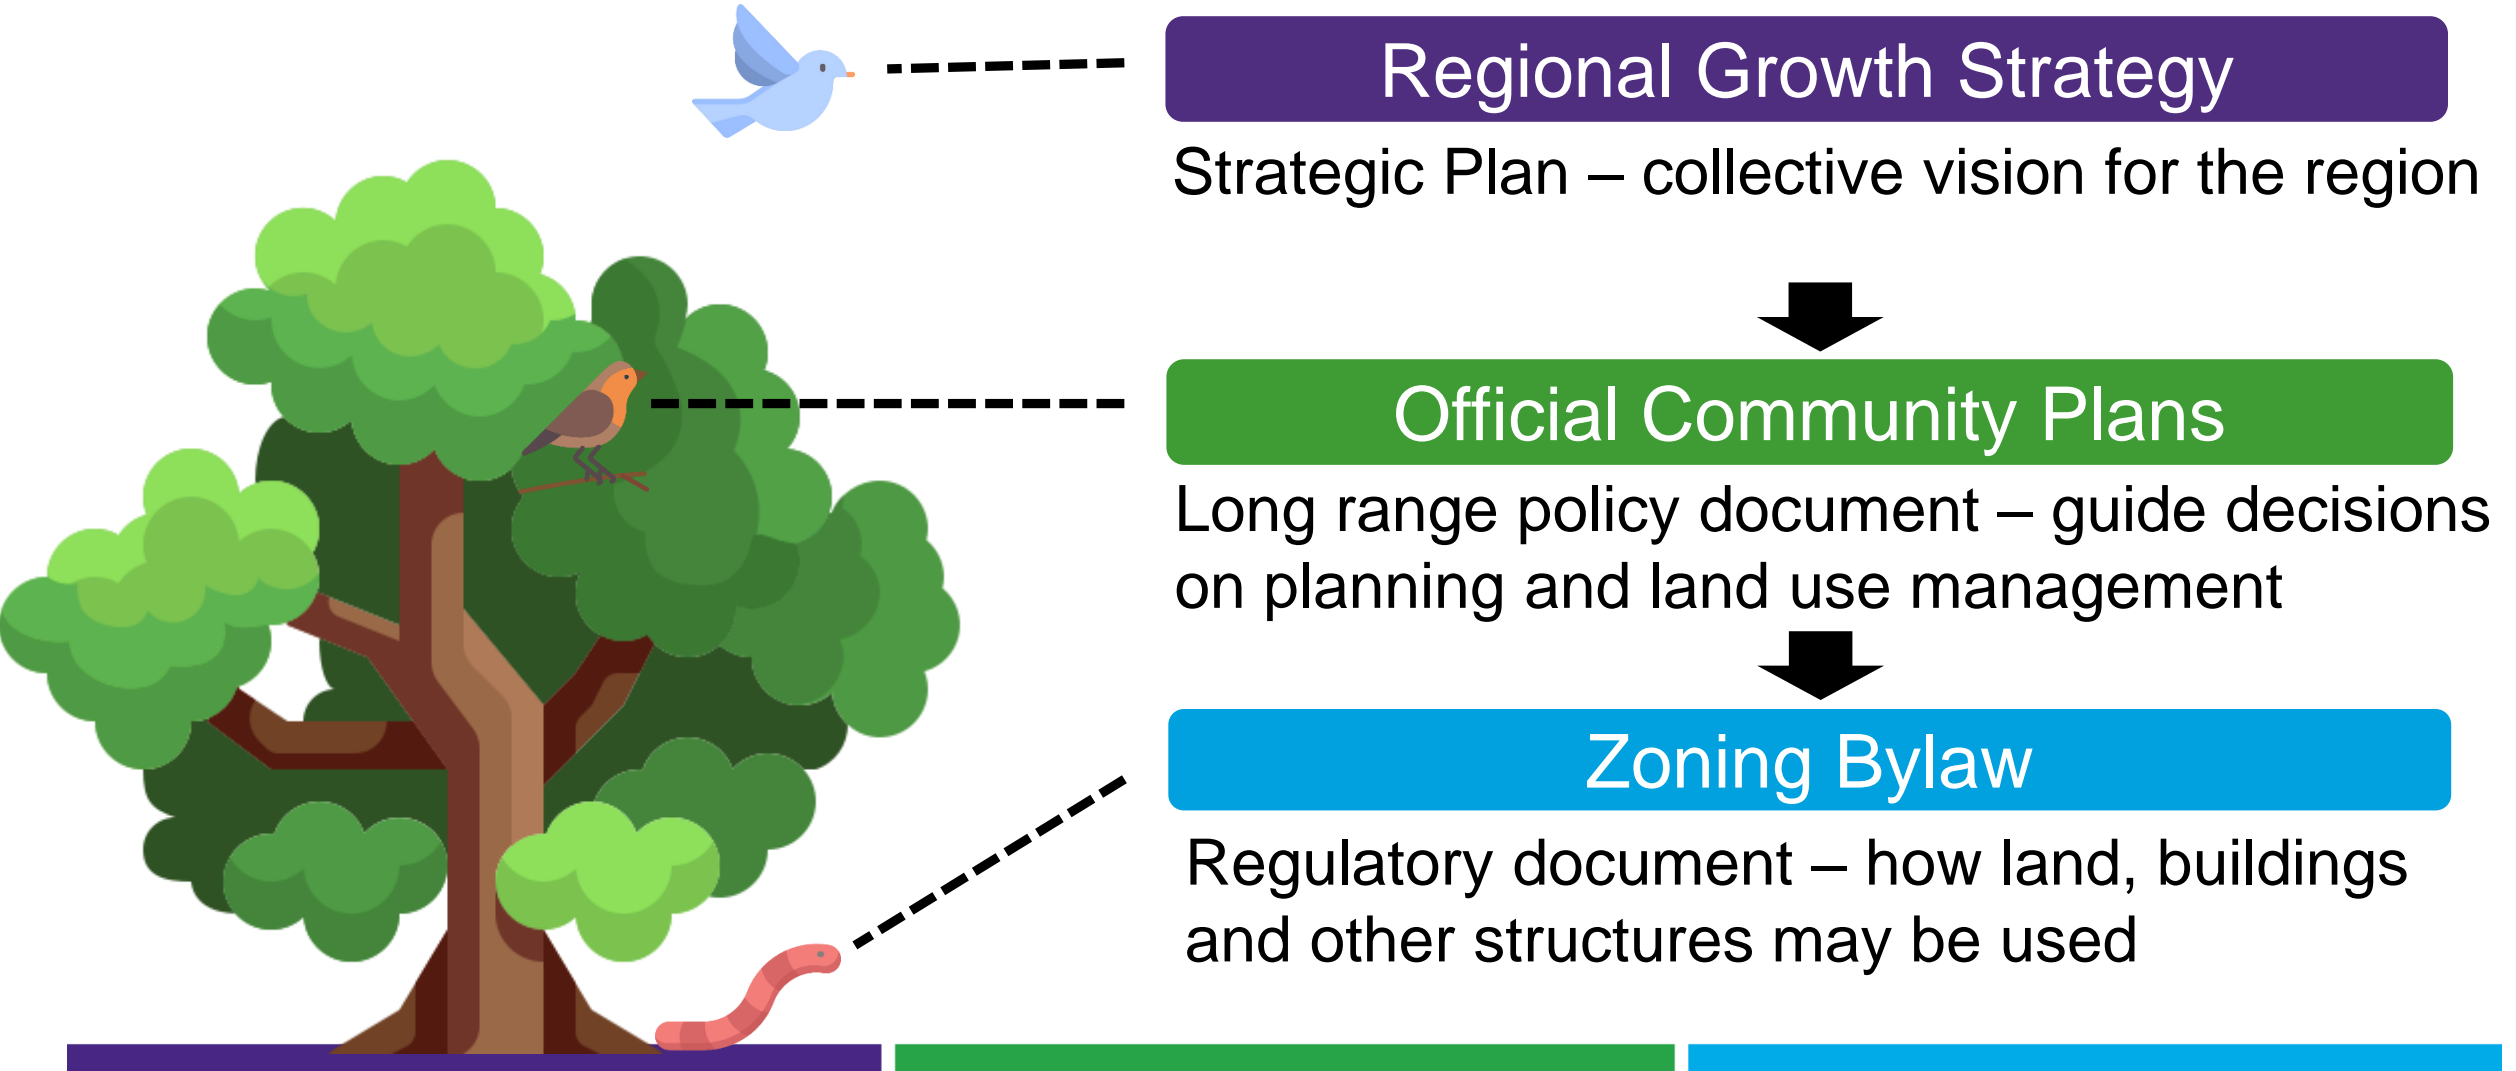 Regional Growth Strategy
Strategic Plan – collective vision for the region
Official Community Plans
Long range policy document – guide decisions
on planning and land use management
Zoning Bylaw
Regulatory document – how land, buildings
and other structures may be used